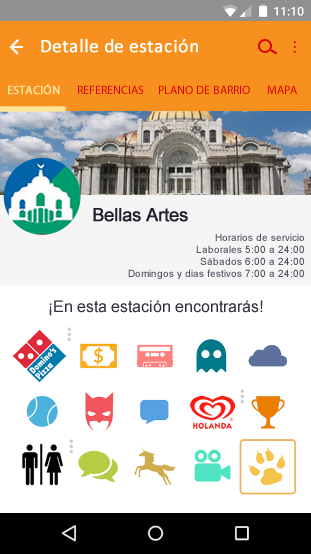 11:10
Detalle de estación
ESTACIÓN REFERENCIAS PLANO DE BARRIO MAPA
Bellas Artes
Horarios de servicio
Laborales 5:00 a 24:00
Sábados 6:00 a 24:00
Domingos y dias festivos 7:00 a 24:00
¡En esta estación encontrarás!
Domino's
Pizza
$
HOLANDA